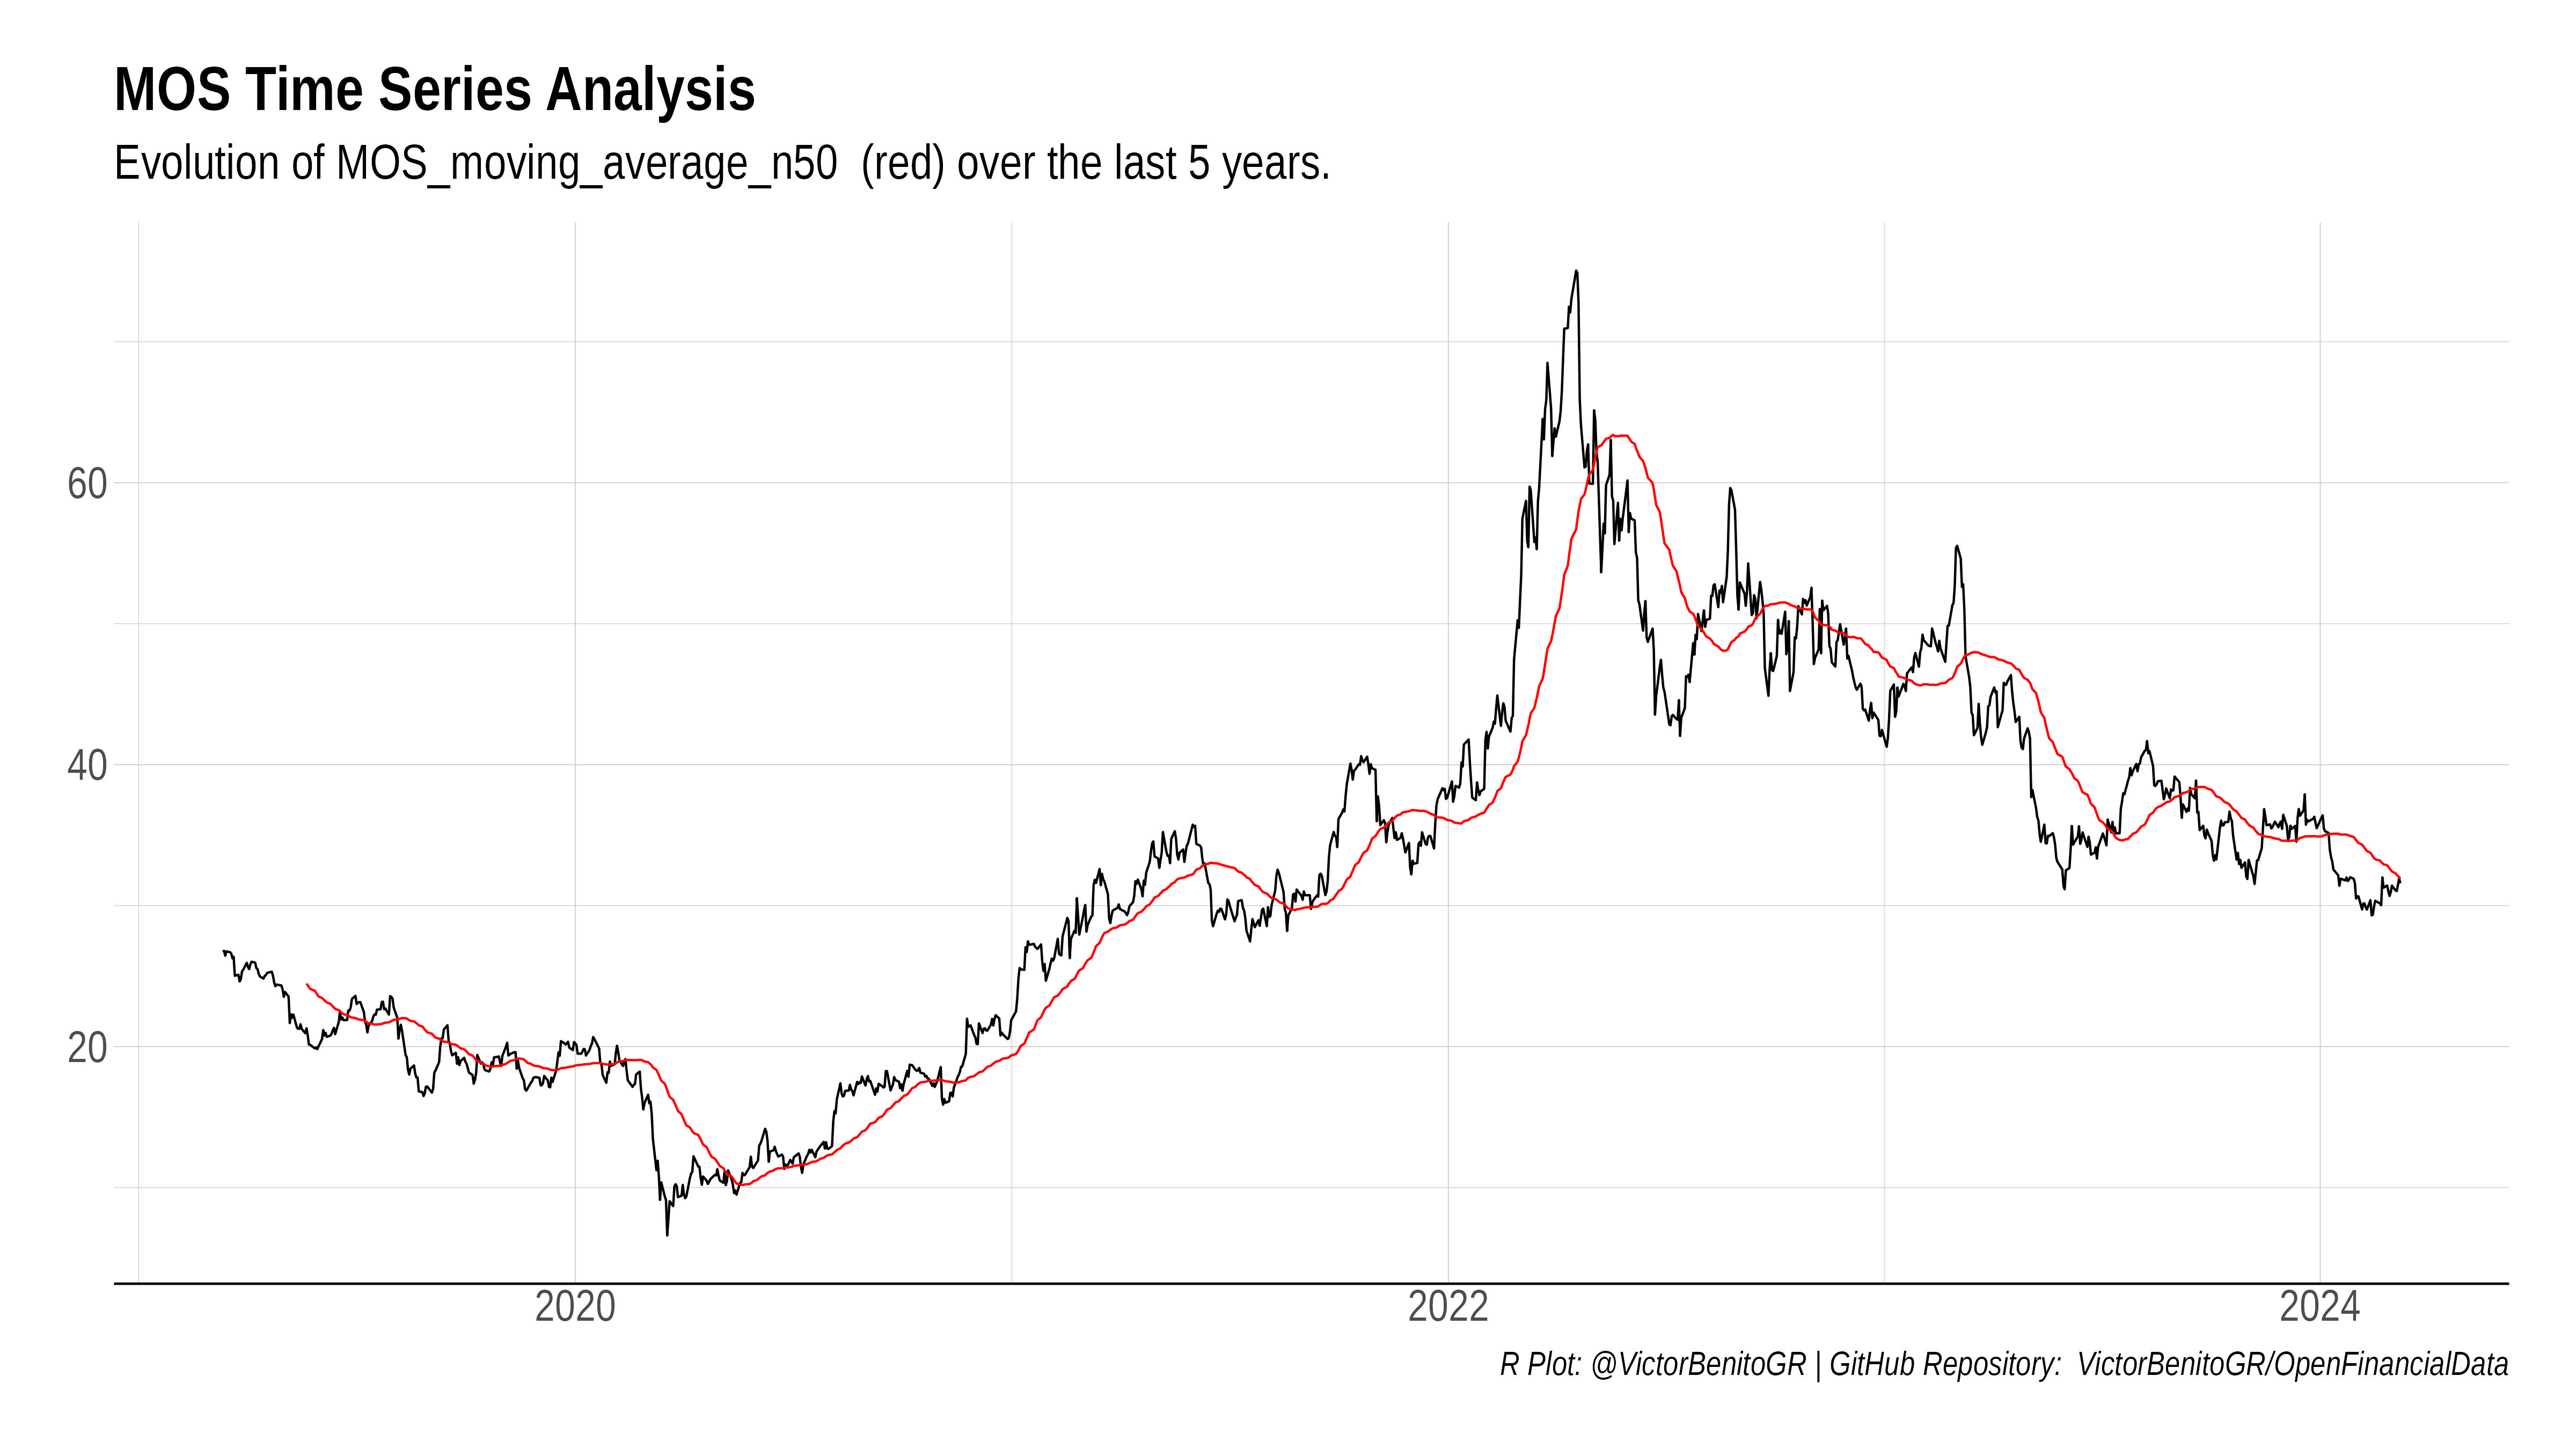 MOS Time Series Analysis
Evolution of MOS_moving_average_n50  (red) over the last 5 years.
60
40
20
2020 2022 2024
R Plot: @VictorBenitoGR | GitHub Repository:  VictorBenitoGR/OpenFinancialData